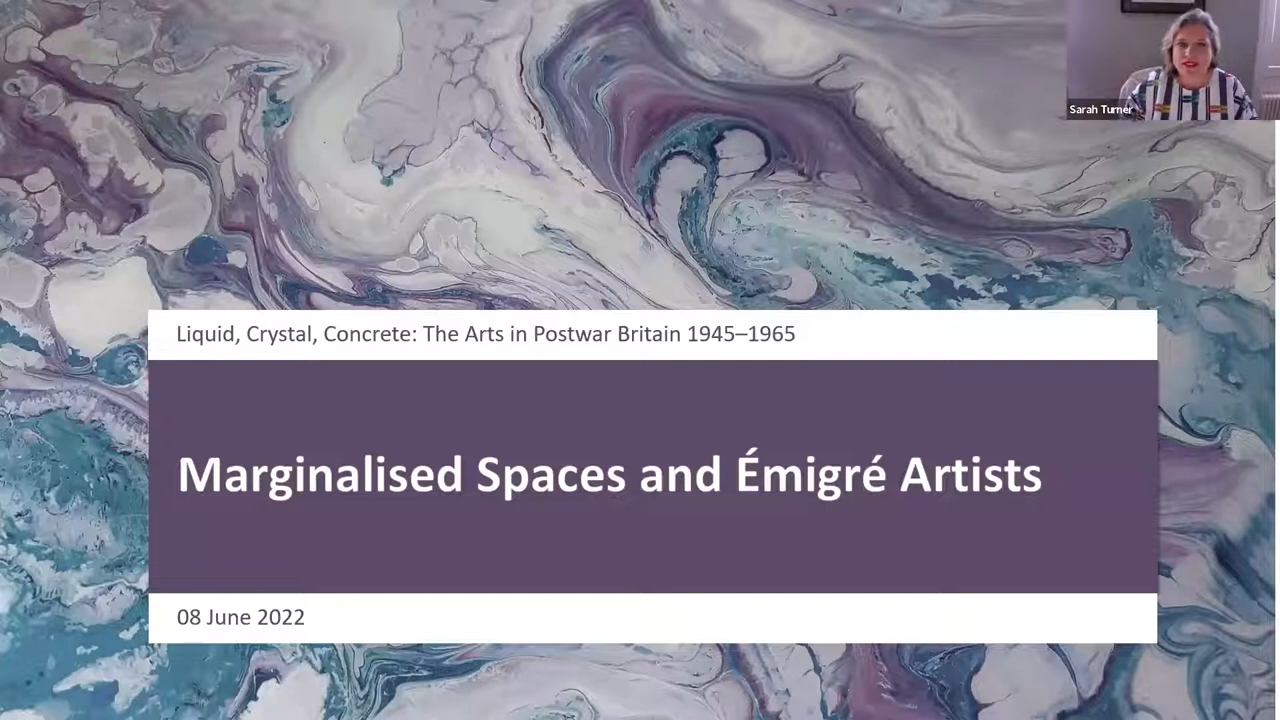 Sarah Turner
Liquid, Crystal, Concrete: The Arts in Postwar Britain 1945–1965
Marginalised Spaces and Émigré Artists
08 June 2022